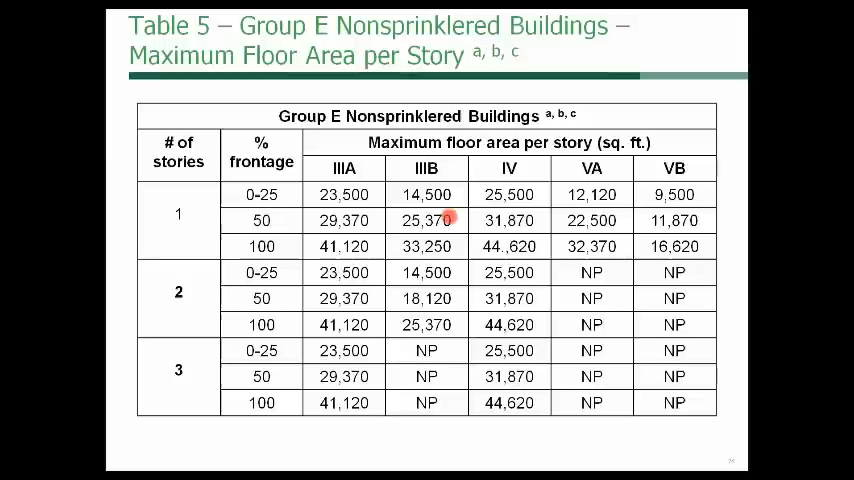 Table 5 – Group E Nonsprinklered Buildings –
Maximum Floor Area per Story a, b, c
Group E Nonsprinklered Buildings a, b, c
# of stories % frontage Maximum floor area per story (sq. ft.)
IIIA IIIB IV VA VB
1 0-25 23,500 14,500 25,500 12,120 9,500
50 29,370 25,370 31,870 22,500 11,870
100 41,120 33,250 44.,620 32,370 16,620
2 0-25 23,500 14,500 25,500 NP NP
50 29,370 18,120 31,870 NP NP
100 41,120 25,370 44,620 NP NP
3 0-25 23,500 NP 25,500 NP NP
50 29,370 NP 31,870 NP NP
100 41,120 NP 44,620 NP NP